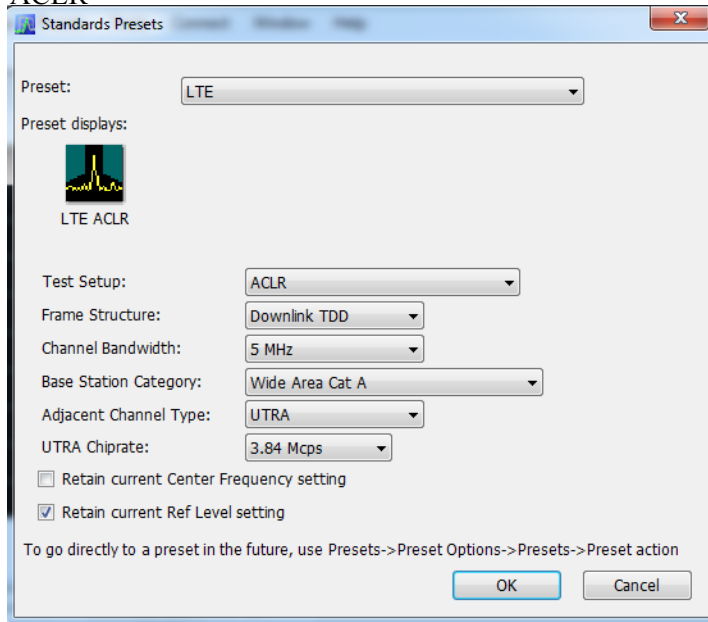 ACLR
Standards Presets
Preset: LTE
Preset displays:
LTE ACLR
Test Setup: ACLR
Frame Structure: Downlink TDD
Channel Bandwidth: 5 MHz
Base Station Category: Wide Area Cat A
Adjacent Channel Type: UTRA
UTRA Chiprate: 3.84 Mcps
Retain current Center Frequency setting
Retain current Ref Level setting
To go directly to a preset in the future, use Presets->Preset Options->Presets->Preset action
OK Cancel